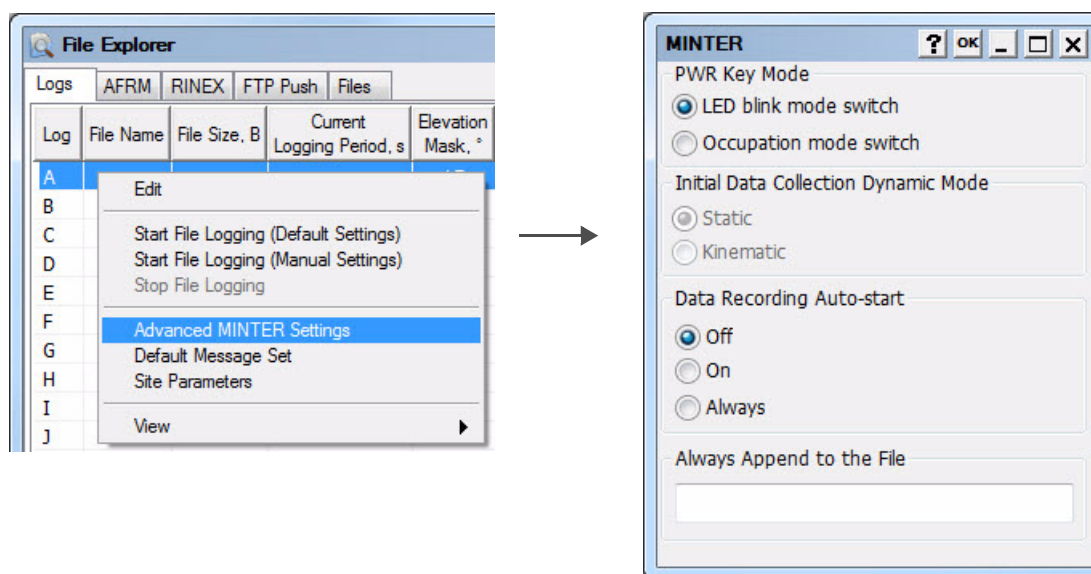 File Explorer
Logs AFRM RINEX FTP Push Files
Log File Name File Size, B Current Logging Period, s Elevation Mask, °
A
B
C
D
E
F
G
H
I
J
Edit
Start File Logging (Default Settings)
Start File Logging (Manual Settings)
Stop File Logging
Advanced MINTER Settings
Default Message Set
Site Parameters
View
MINTER ? OK
PWR Key Mode
LED blink mode switch
Occupation mode switch
Initial Data Collection Dynamic Mode
Static
Kinematic
Data Recording Auto-start
Off
On
Always
Always Append to the File